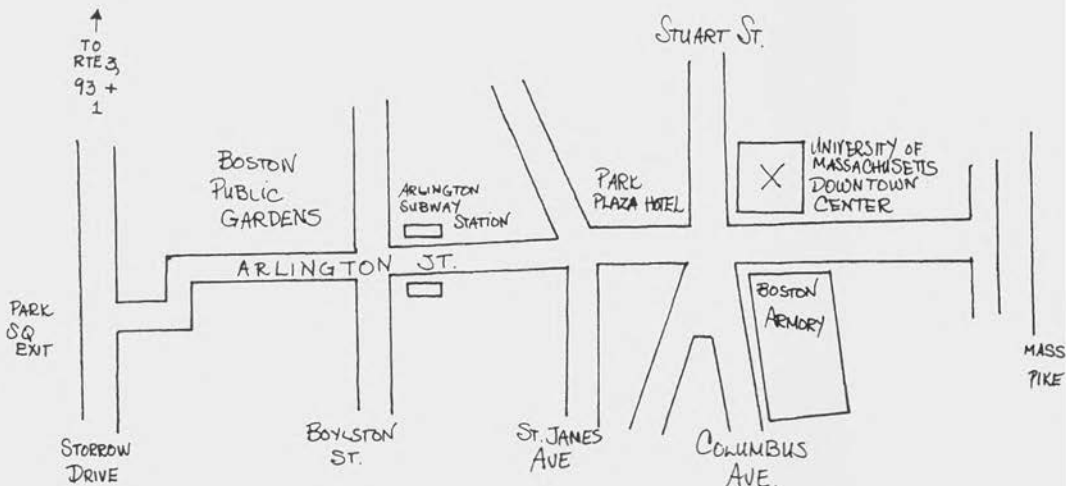 TO
RTE 3,
93 +
1
STUART ST.
BOSTON
PUBLIC
GARDENS
ARLINGTON
SUBWAY
STATION
PARK
PLAZA HOTEL
X
UNIVERSITY OF
MASSACHUSETTS
DOWNTOWN
CENTER
ARLINGTON ST.
PARK
SQ
EXIT
BOSTON
ARMORY
MASS
PIKE
STORROW
DRIVE
BOYLSTON
ST.
ST. JAMES
AVE
COLUMBUS
AVE.